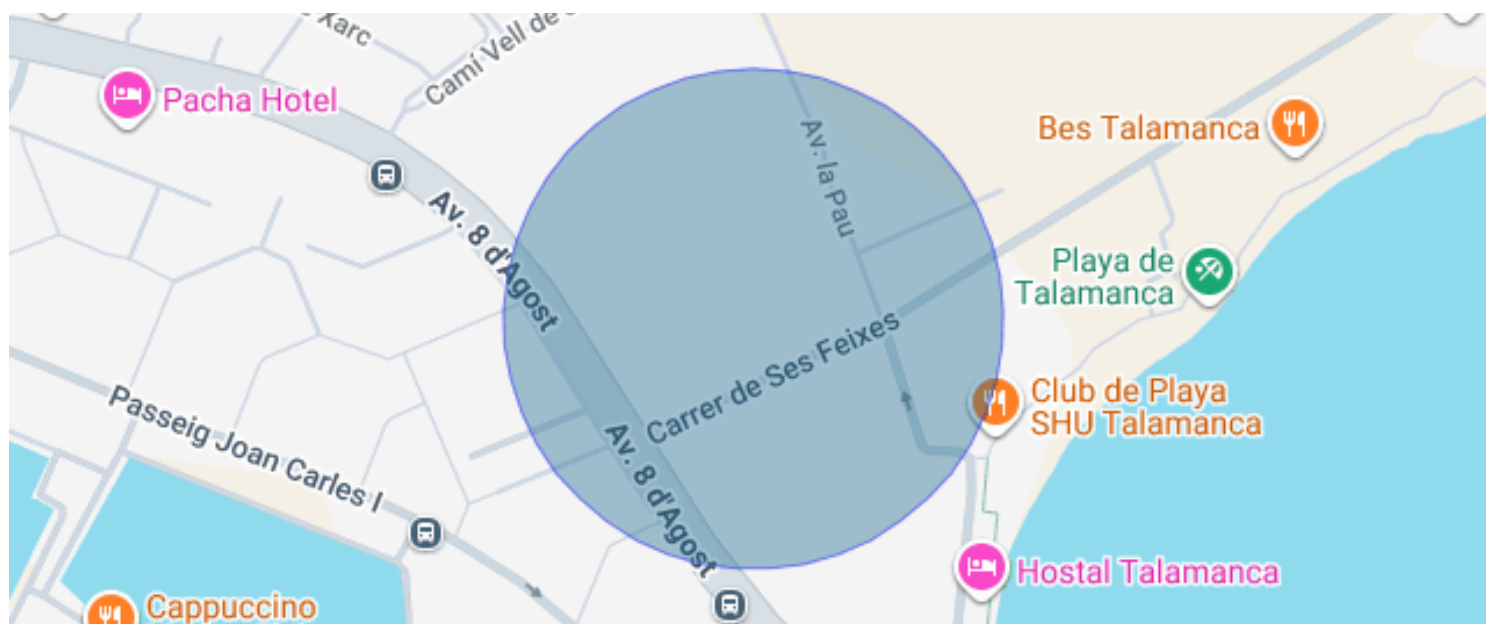 Xarc
Camí Vell de
Pacha Hotel
Av. la Pau
Bes Talamanca
Av. 8 d'Agost
Playa de
Talamanca
Carrer de Ses Feixes
Passeig Joan Carles I
Club de Playa
SHU Talamanca
Av. 8 d'Agost
Hostal Talamanca
Cappuccino